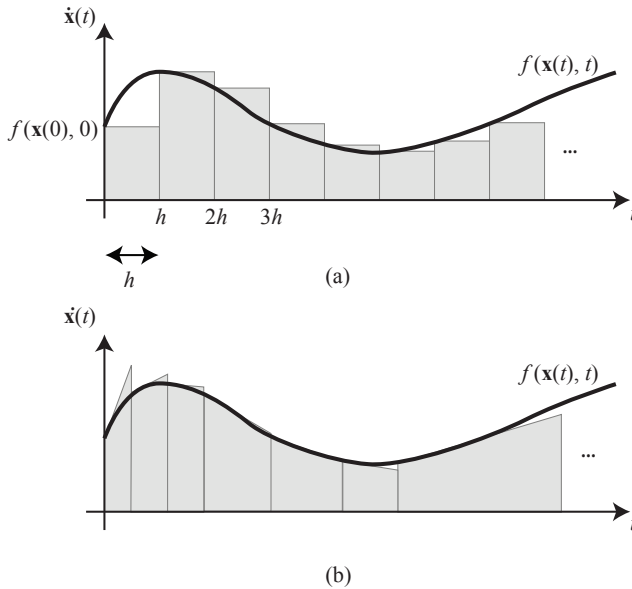 ẋ(t)
f(x(t), t)
f(x(0), 0)
...
h 2h 3h
t
h
(a)
ẋ(t)
f(x(t), t)
...
t
(b)